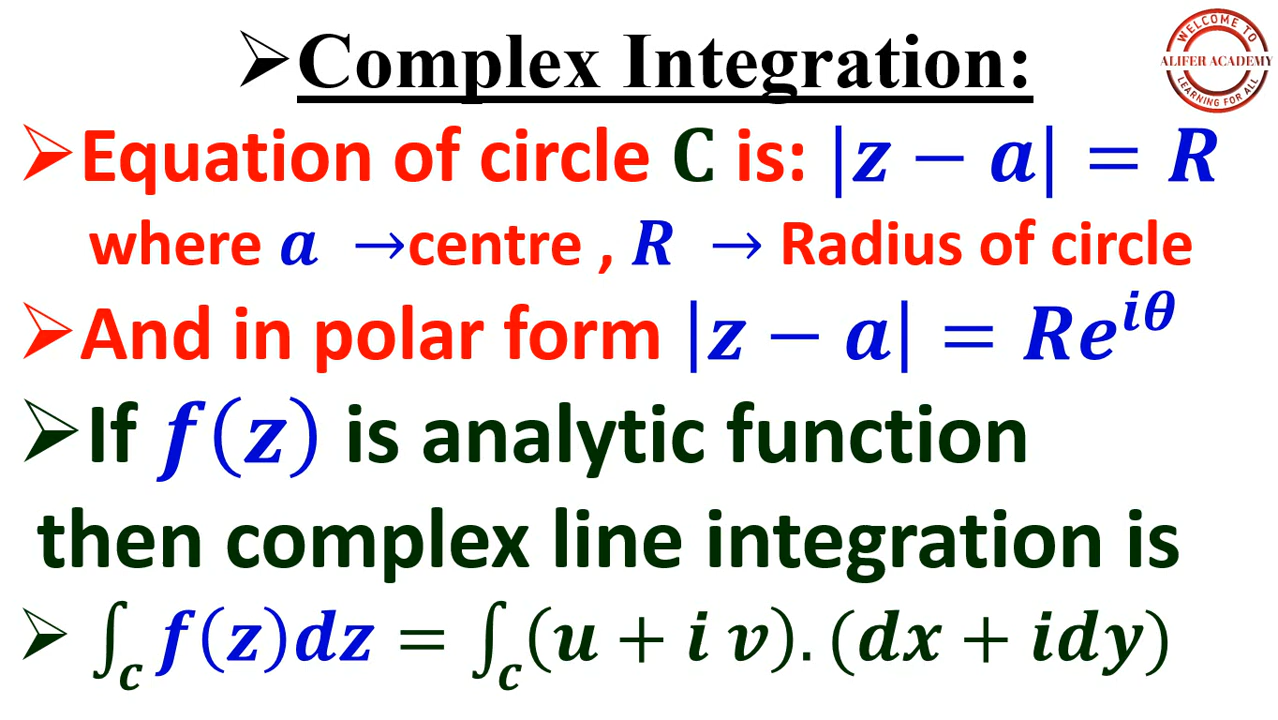 ➢Complex Integration:
WELCOME TO
ALIFER ACADEMY
LEARNING FOR ALL
➢Equation of circle C is: |z − a| = R
where a →centre , R → Radius of circle
➢And in polar form |z − a| = Re^{iθ}
➢If f(z) is analytic function
then complex line integration is
➢ ∫_c f(z)dz = ∫_c (u + i v). (dx + idy)